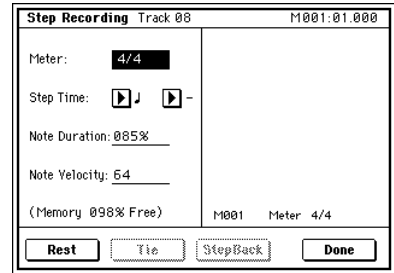 Step Recording Track 08 M001:01.000
Meter: 4/4
Step Time: ♩ -
Note Duration: 085%
Note Velocity: 64
(Memory 098% Free) M001 Meter 4/4
Rest Tie StepBack Done